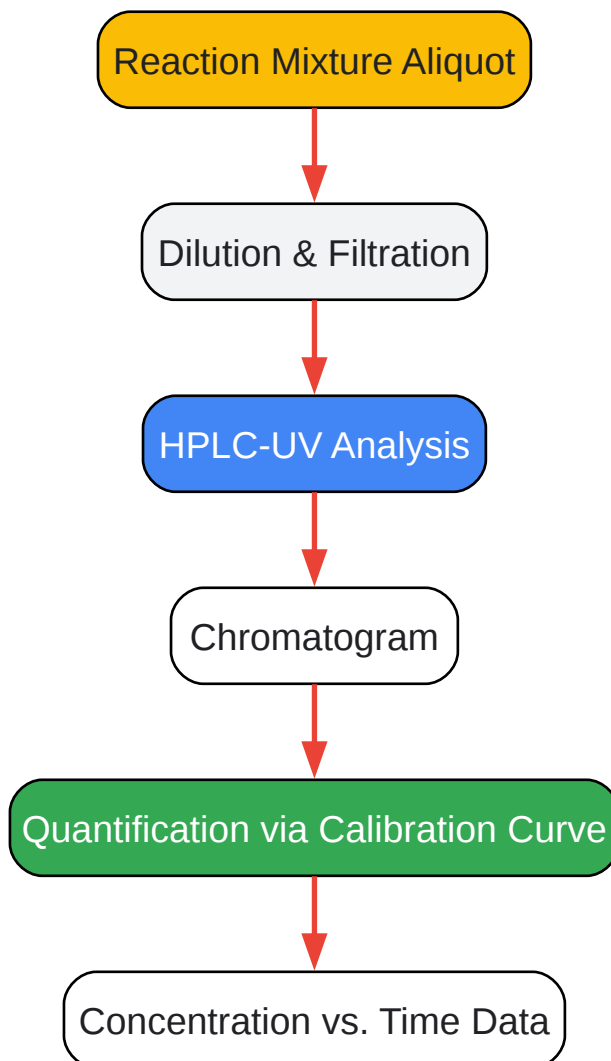 Reaction Mixture Aliquot
Dilution & Filtration
HPLC-UV Analysis
Chromatogram
Quantification via Calibration Curve
Concentration vs. Time Data